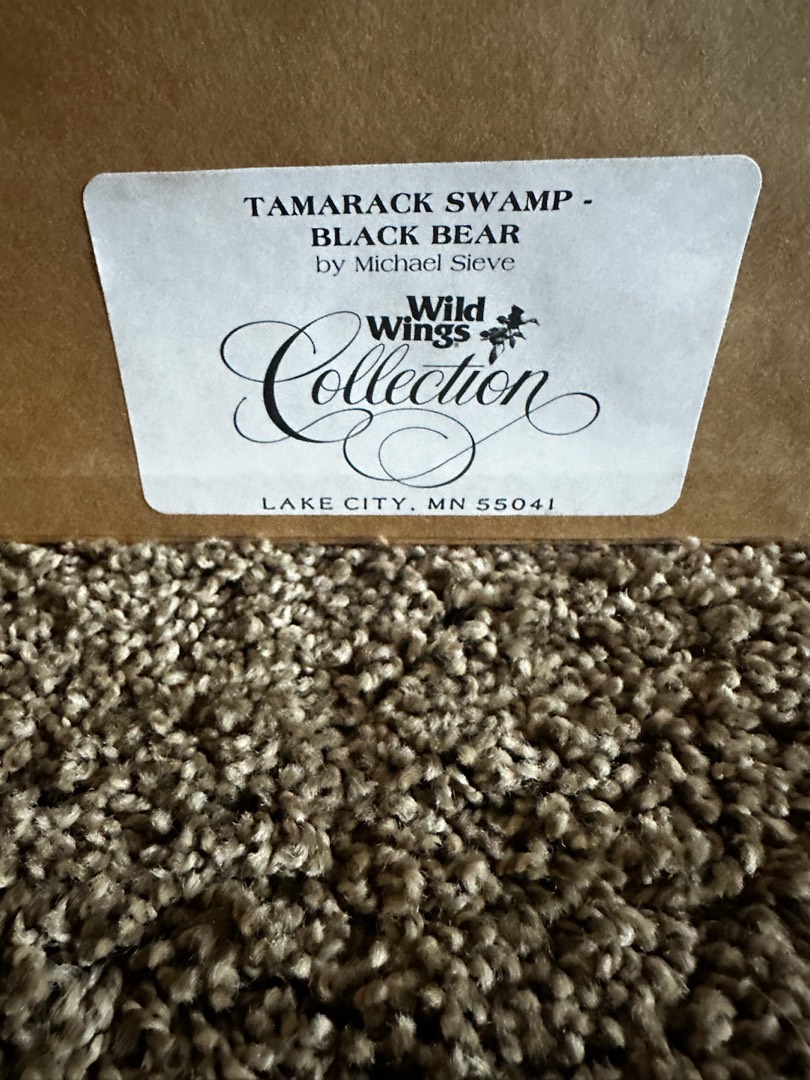 TAMARACK SWAMP -
BLACK BEAR
by Michael Sieve
Wild
Wings
Collection
LAKE CITY, MN 55041